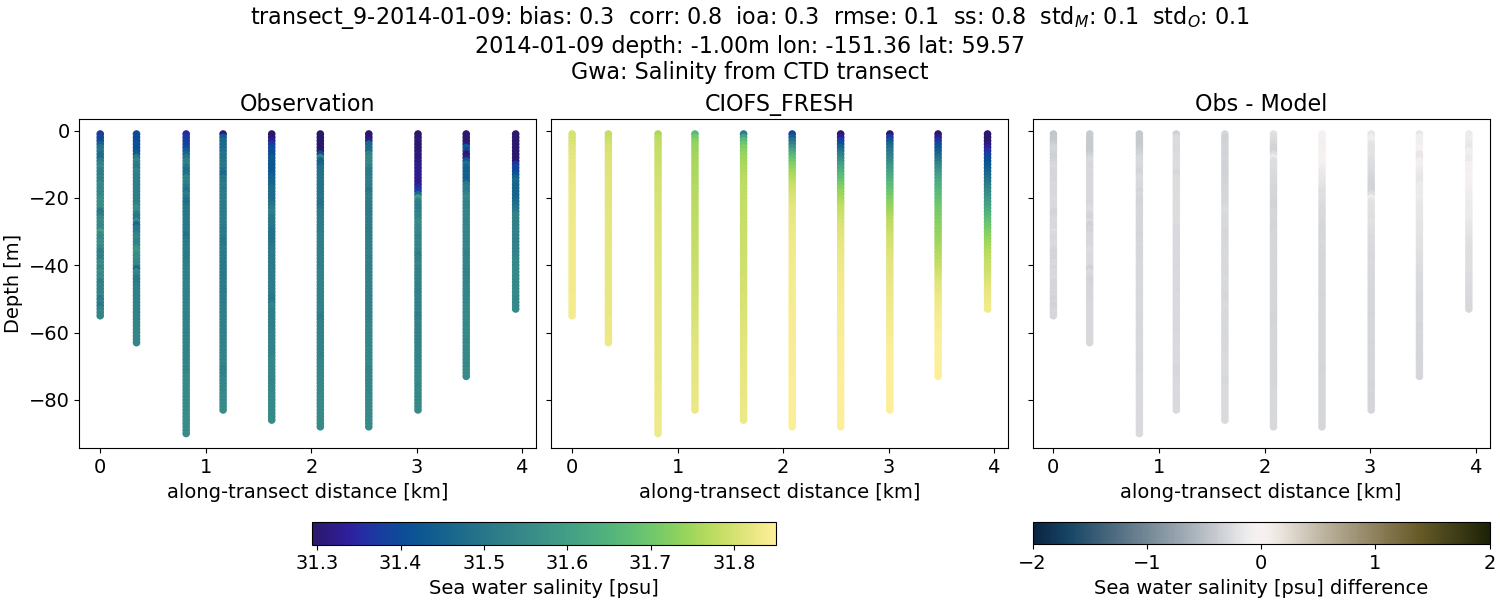 transect_9-2014-01-09: bias: 0.3  corr: 0.8  ioa: 0.3  rmse: 0.1  ss: 0.8  std_M: 0.1  std_O: 0.1
2014-01-09 depth: -1.00m lon: -151.36 lat: 59.57
Gwa: Salinity from CTD transect
Observation
CIOFS_FRESH
Obs - Model
Depth [m]
0
−20
−40
−60
−80
0 1 2 3 4
0 1 2 3 4
0 1 2 3 4
along-transect distance [km]
along-transect distance [km]
along-transect distance [km]
31.3 31.4 31.5 31.6 31.7 31.8
Sea water salinity [psu]
−2 −1 0 1 2
Sea water salinity [psu] difference